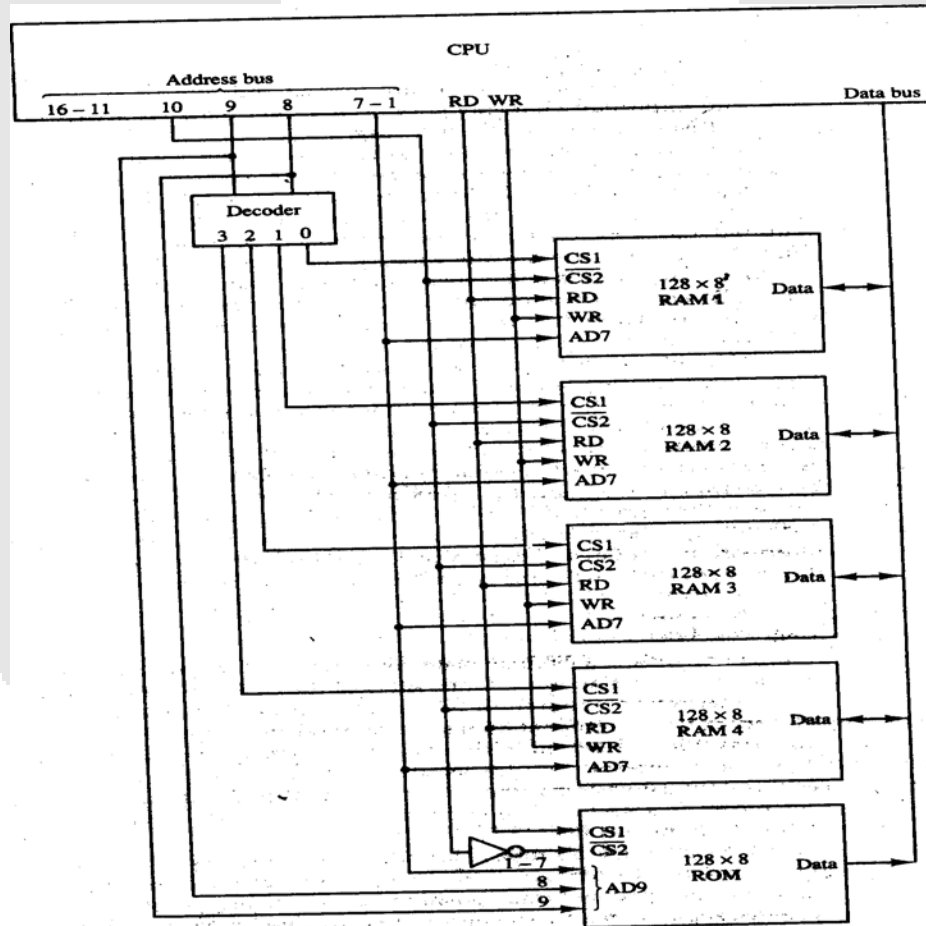 CPU
Address bus
16 – 11 10 9 8 7 – 1 RD WR Data bus
Decoder
3 2 1 0
CS1
CS2
RD
WR
AD7
128 × 8
RAM 1
Data
CS1
CS2
RD
WR
AD7
128 × 8
RAM 2
Data
CS1
CS2
RD
WR
AD7
128 × 8
RAM 3
Data
CS1
CS2
RD
WR
AD7
128 × 8
RAM 4
Data
CS1
CS2
1 – 7
8
9
AD9
128 × 8
ROM
Data